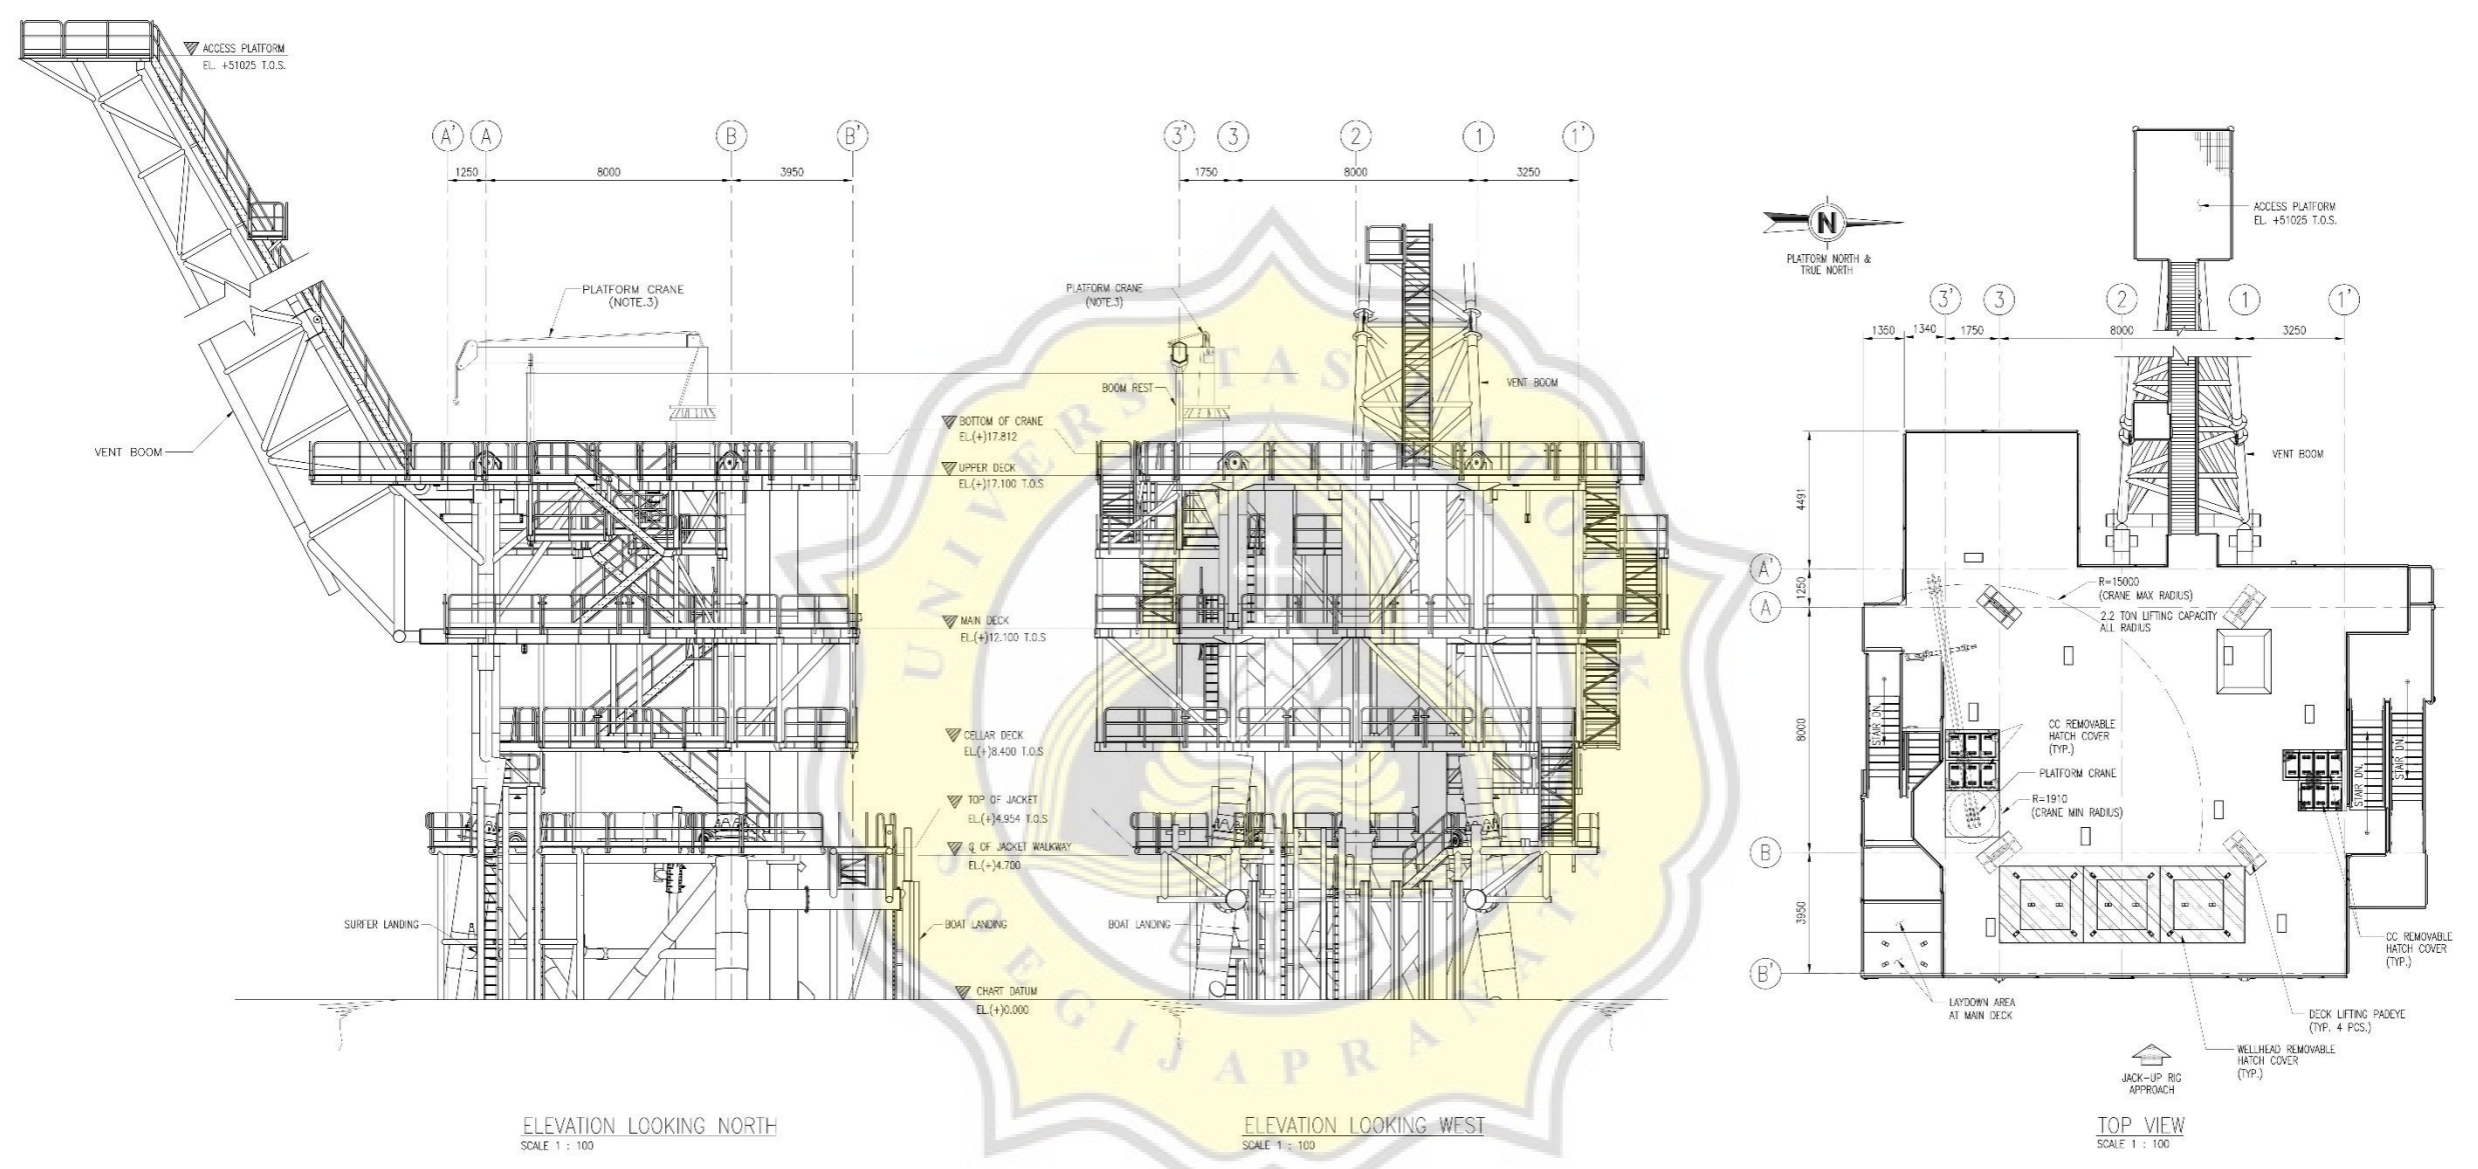 ACCESS PLATFORM
EL. +51025 T.O.S.
A'
A
B
B'
1250
8000
3950
PLATFORM CRANE
(NOTE.3)
VENT BOOM
SURFER LANDING
BOAT LANDING
ELEVATION LOOKING NORTH
SCALE 1 : 100
BOTTOM OF CRANE
EL.(+)17.812
UPPER DECK
EL.(+)17.100 T.O.S
MAIN DECK
EL.(+)12.100 T.O.S
CELLAR DECK
EL.(+)8.400 T.O.S
TOP OF JACKET
EL.(+)4.954 T.O.S
℄ OF JACKET WALKWAY
EL.(+)4.700
CHART DATUM
EL.(+)0.000
3'
3
2
1
1'
1750
8000
3250
PLATFORM CRANE
(NOTE.3)
BOOM REST
VENT BOOM
BOAT LANDING
ELEVATION LOOKING WEST
SCALE 1 : 100
UNIVERSITAS KATOLIK
SOEGIJAPRANATA
N
PLATFORM NORTH &
TRUE NORTH
ACCESS PLATFORM
EL. +51025 T.O.S.
3'
3
2
1
1'
1350
1340
1750
8000
3250
VENT BOOM
4491
A'
1250
A
8000
B
3950
B'
R=15000
(CRANE MAX RADIUS)
2.2 TON LIFTING CAPACITY
ALL RADIUS
STAIR DN.
CC REMOVABLE
HATCH COVER
(TYP.)
PLATFORM CRANE
R=1910
(CRANE MIN RADIUS)
STAIR DN.
STAIR DN.
CC REMOVABLE
HATCH COVER
(TYP.)
LAYDOWN AREA
AT MAIN DECK
DECK LIFTING PADEYE
(TYP. 4 PCS.)
WELLHEAD REMOVABLE
HATCH COVER
(TYP.)
JACK-UP RIG
APPROACH
TOP VIEW
SCALE 1 : 100